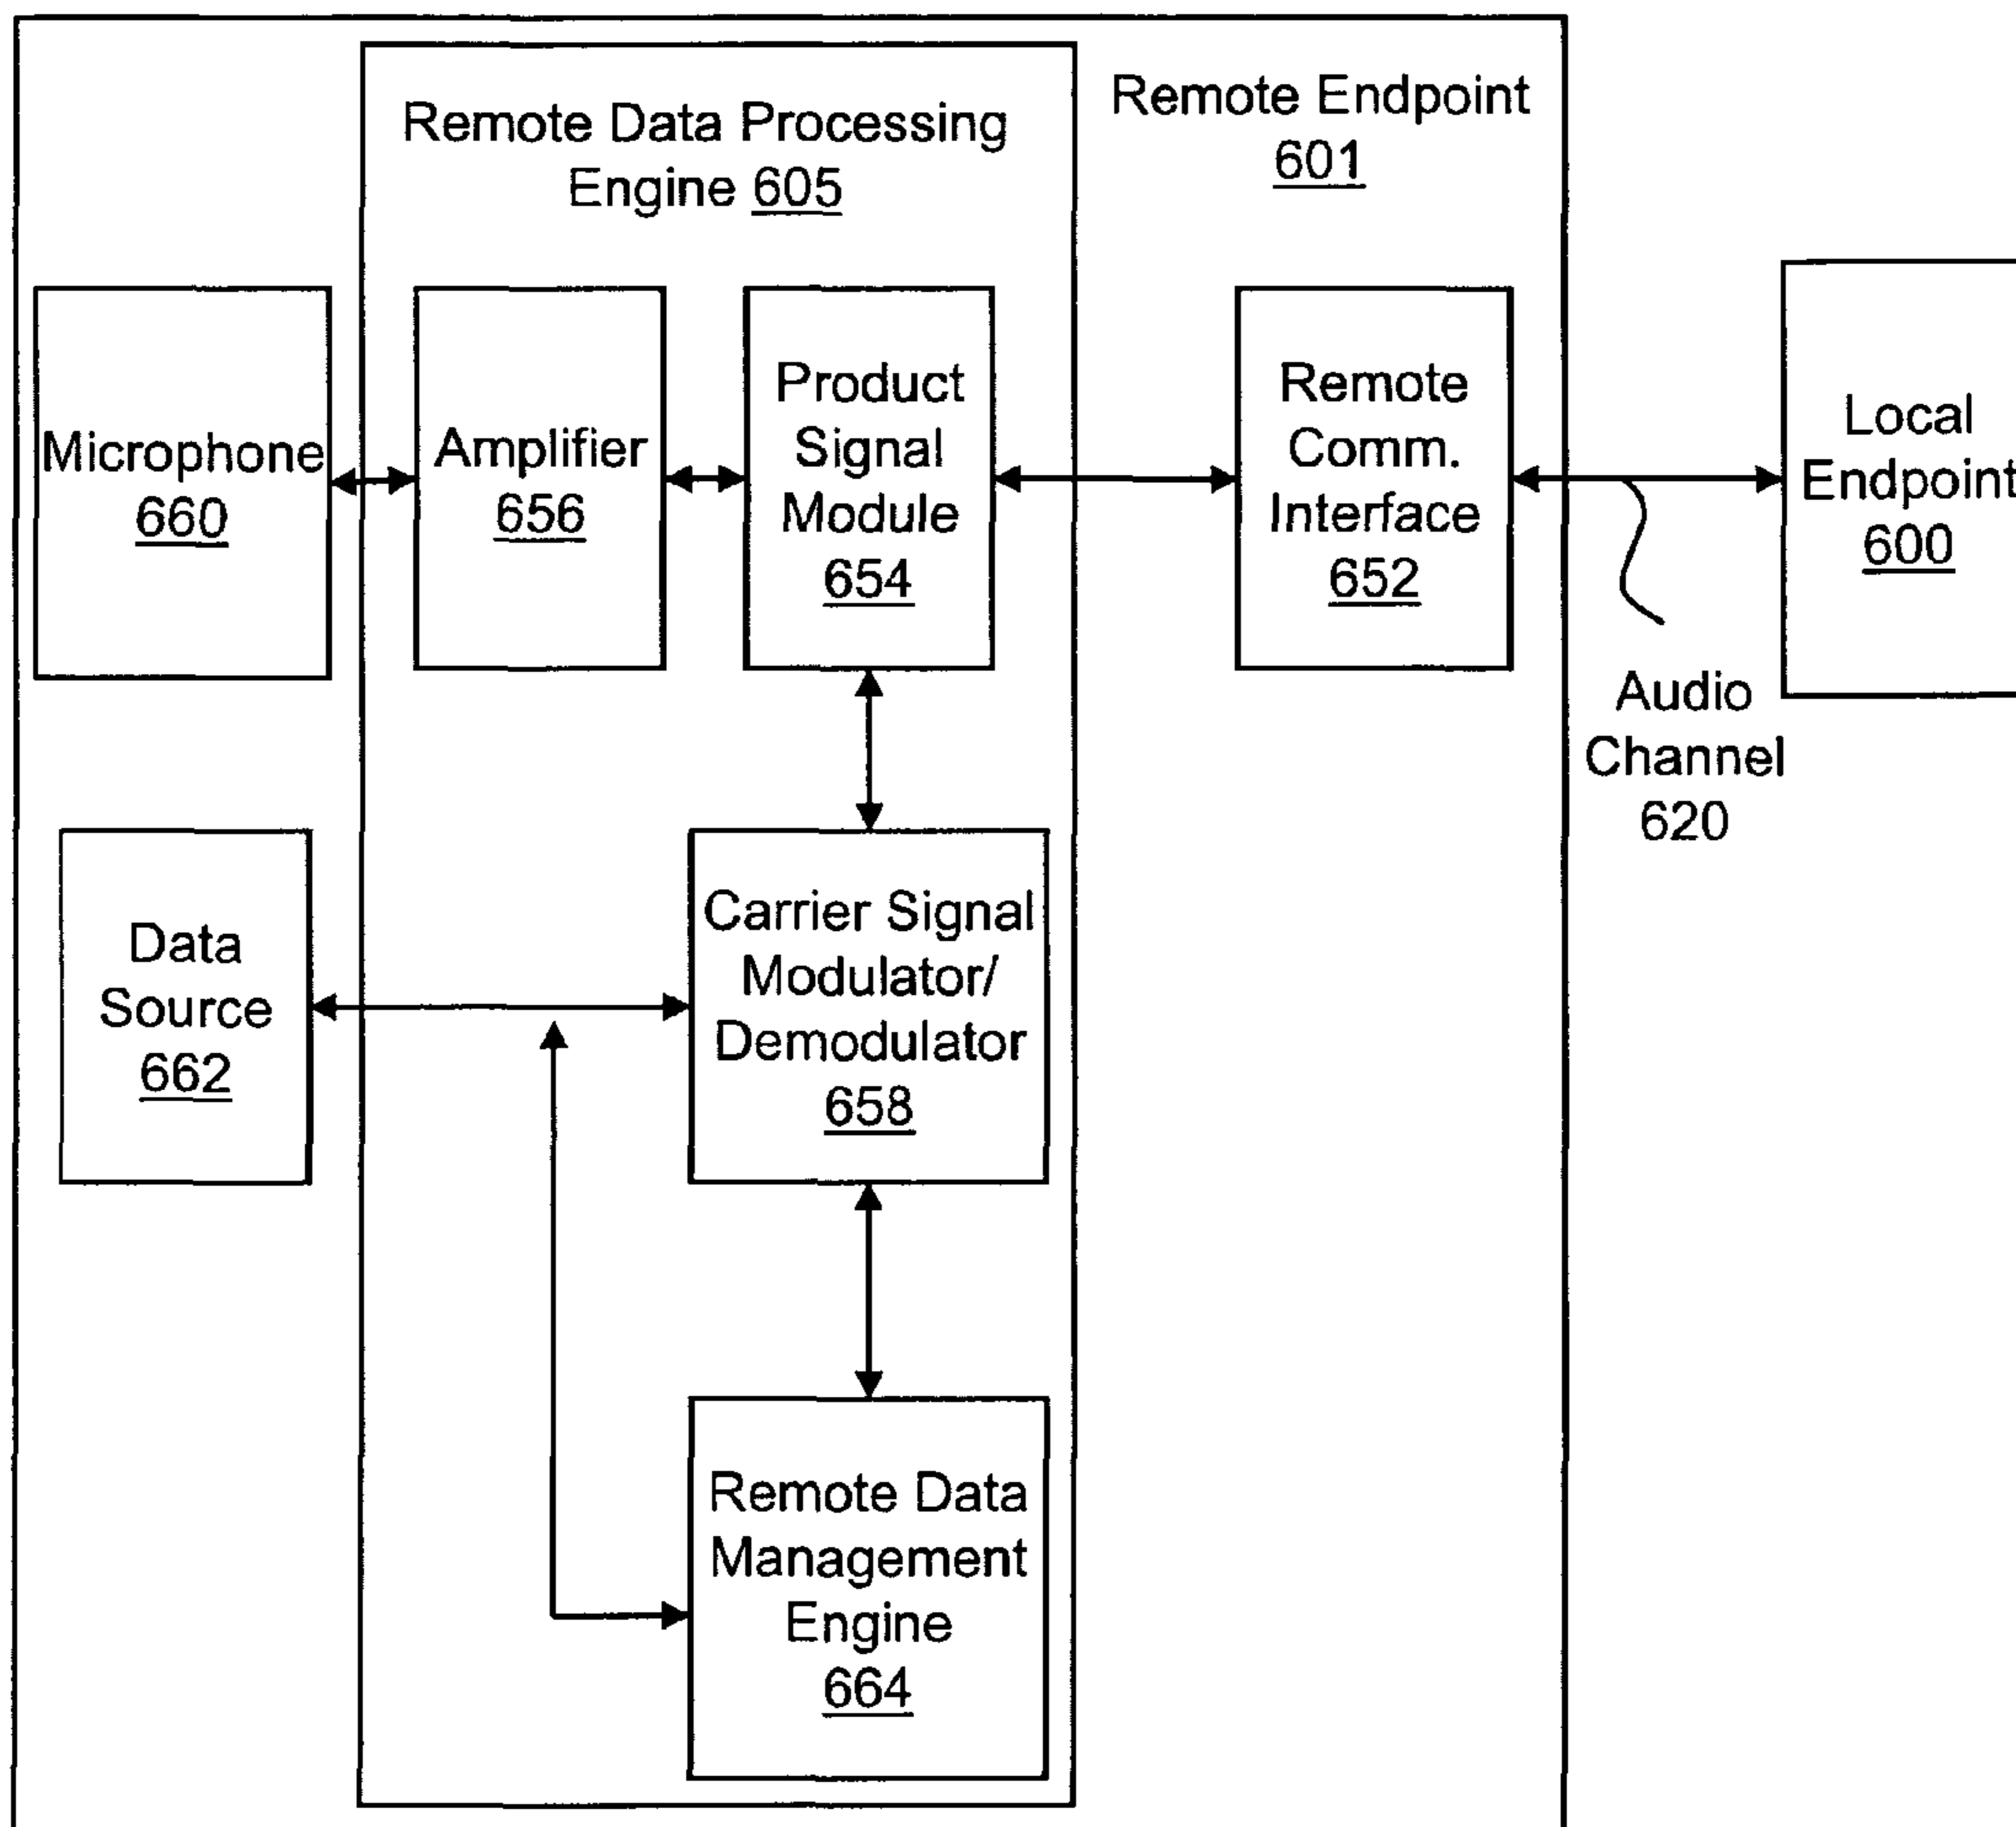 Remote Data Processing
Engine 605
Remote Endpoint
601
Microphone
660
Amplifier
656
Product
Signal
Module
654
Remote
Comm.
Interface
652
Local
Endpoint
600
Audio
Channel
620
Data
Source
662
Carrier Signal
Modulator/
Demodulator
658
Remote Data
Management
Engine
664